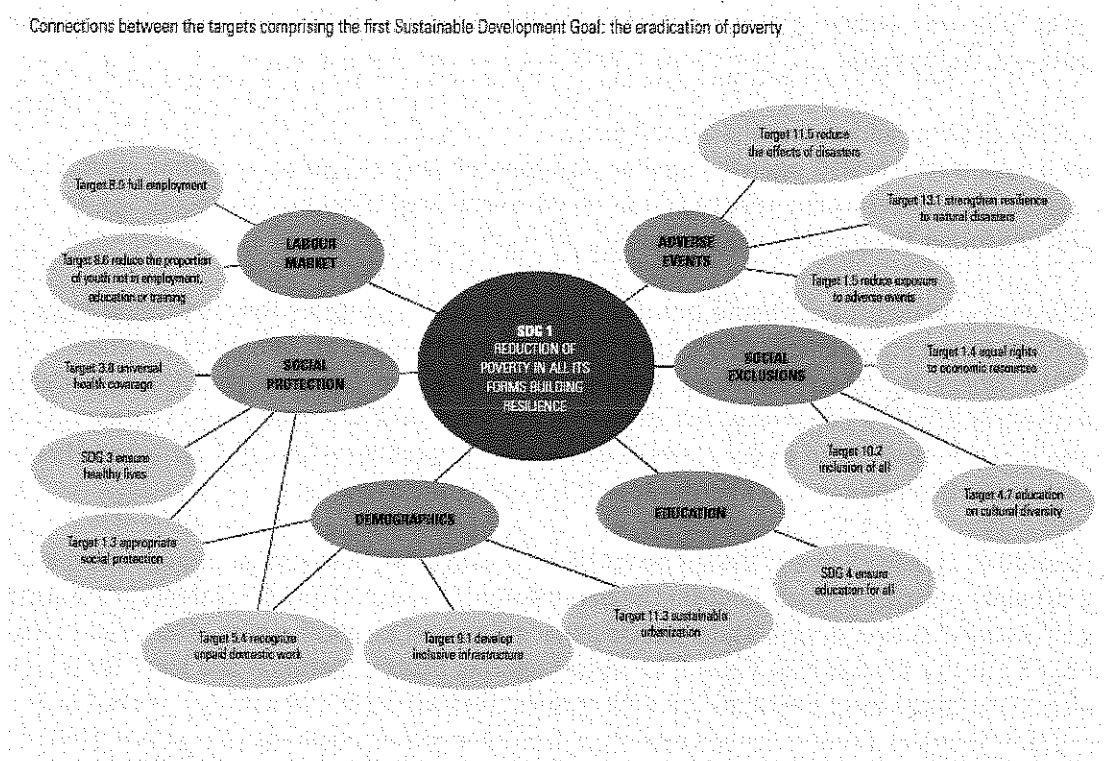 Connections between the targets comprising the first Sustainable Development Goal: the eradication of poverty
Target 11.5 reduce
the effects of disasters
Target 8.5 full employment
Target 13.1 strengthen resilience
to natural disasters
LABOUR
MARKET
ADVERSE
EVENTS
Target 8.6 reduce the proportion
of youth not in employment,
education or training
Target 1.5 reduce exposure
to adverse events
SDG 1
REDUCTION OF
POVERTY IN ALL ITS
FORMS BUILDING
RESILIENCE
Target 3.8 universal
health coverage
SOCIAL
PROTECTION
SOCIAL
EXCLUSIONS
Target 1.4 equal rights
to economic resources
SDG 3 ensure
healthy lives
Target 10.2
inclusion of all
Target 4.7 education
on cultural diversity
DEMOGRAPHICS
EDUCATION
Target 1.3 appropriate
social protection
SDG 4 ensure
education for all
Target 5.4 recognize
unpaid domestic work
Target 9.1 develop
inclusive infrastructure
Target 11.3 sustainable
urbanization